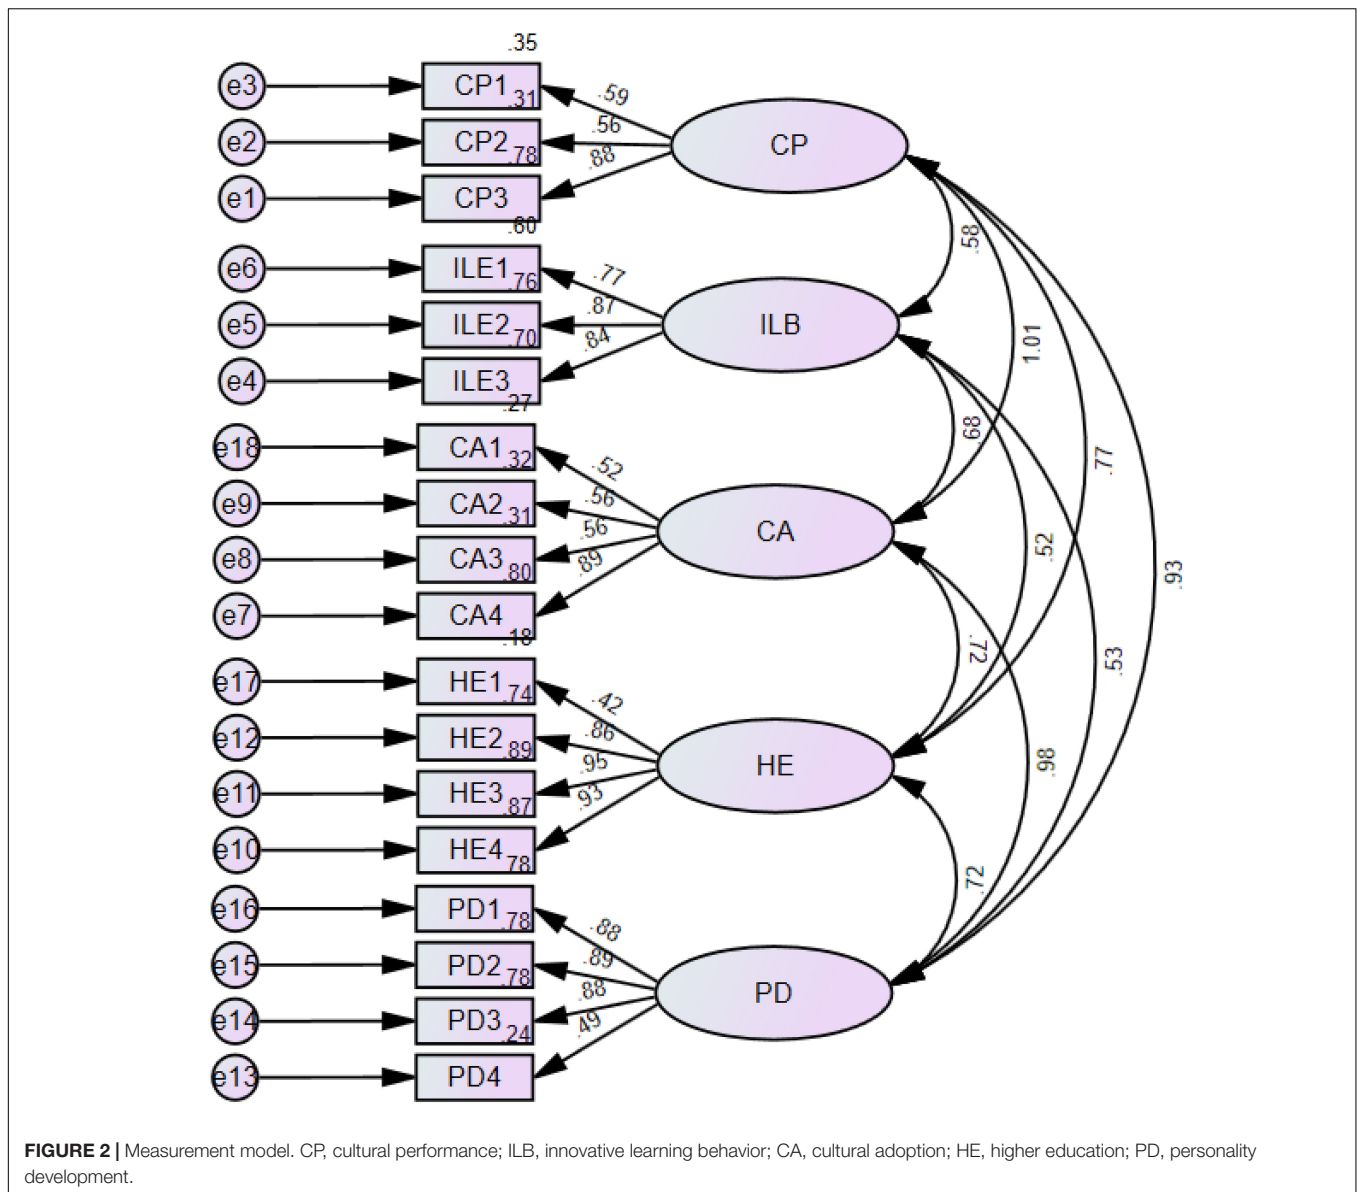 .35
e3 CP1 .59
.31
e2 CP2 .56 CP
.78
e1 CP3 .88
.60
.58
e6 ILE1 .77
.76
e5 ILE2 .87 ILB
.70
e4 ILE3 .84
1.01
.27
e18 CA1 .52
.32
.68
.77
e9 CA2 .56
.31
e8 CA3 .56 CA
.80
.52
.93
e7 CA4 .89
.18
.72
.53
e17 HE1 .42
.74
e12 HE2 .86
.89
HE
.98
e11 HE3 .95
.87
e10 HE4 .93
.78
.72
e16 PD1 .88
.78
e15 PD2 .89
.78
PD
e14 PD3 .88
.24
e13 PD4 .49
FIGURE 2 | Measurement model. CP, cultural performance; ILB, innovative learning behavior; CA, cultural adoption; HE, higher education; PD, personality
development.